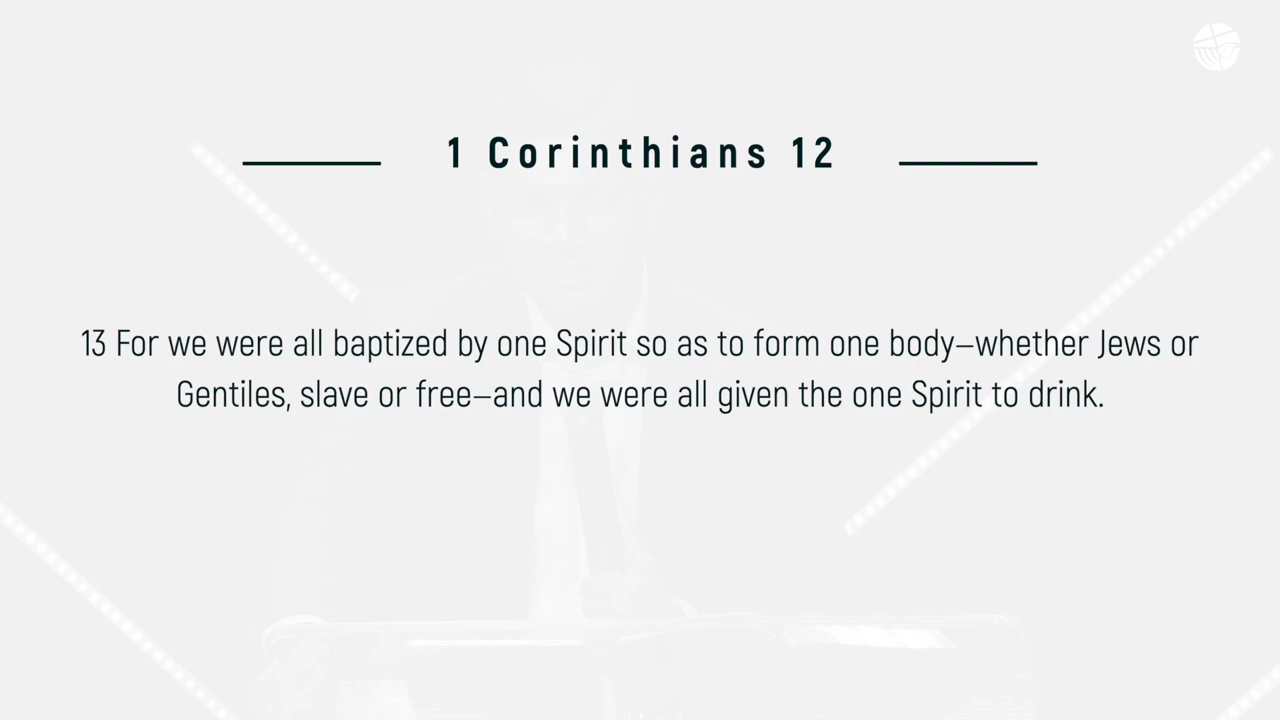 1 Corinthians 12
13 For we were all baptized by one Spirit so as to form one body—whether Jews or
Gentiles, slave or free—and we were all given the one Spirit to drink.